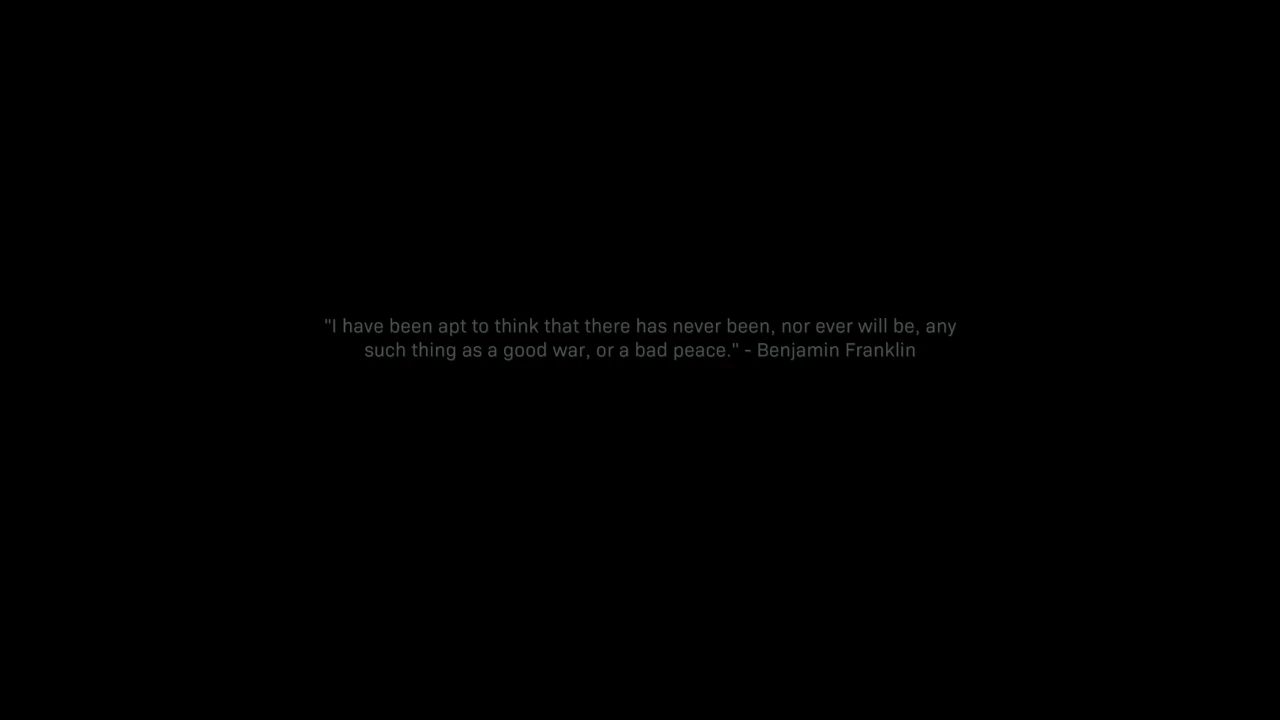 "I have been apt to think that there has never been, nor ever will be, any
such thing as a good war, or a bad peace." - Benjamin Franklin